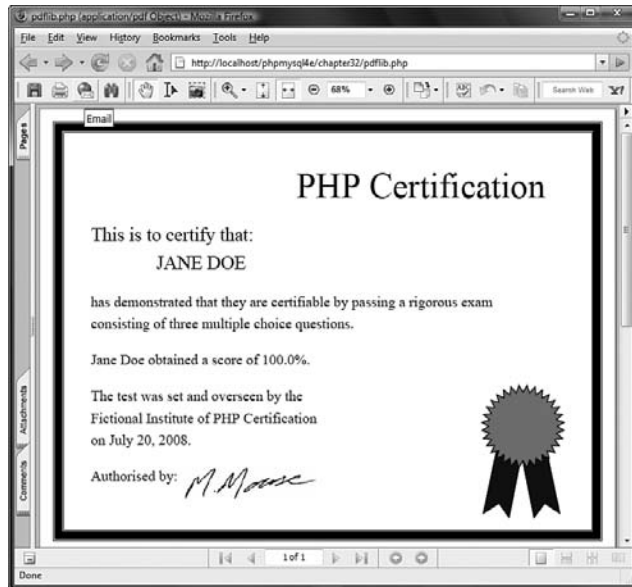 pdflib.php (application/pdf Object) - Mozilla Firefox
File Edit View History Bookmarks Tools Help
http://localhost/phpmysql4e/chapter32/pdflib.php
68%
Search Web
Email
Pages
PHP Certification
This is to certify that:
JANE DOE
has demonstrated that they are certifiable by passing a rigorous exam
consisting of three multiple choice questions.
Jane Doe obtained a score of 100.0%.
The test was set and overseen by the
Fictional Institute of PHP Certification
on July 20, 2008.
Authorised by: M.Mouse
Attachments
Comments
1 of 1
Done